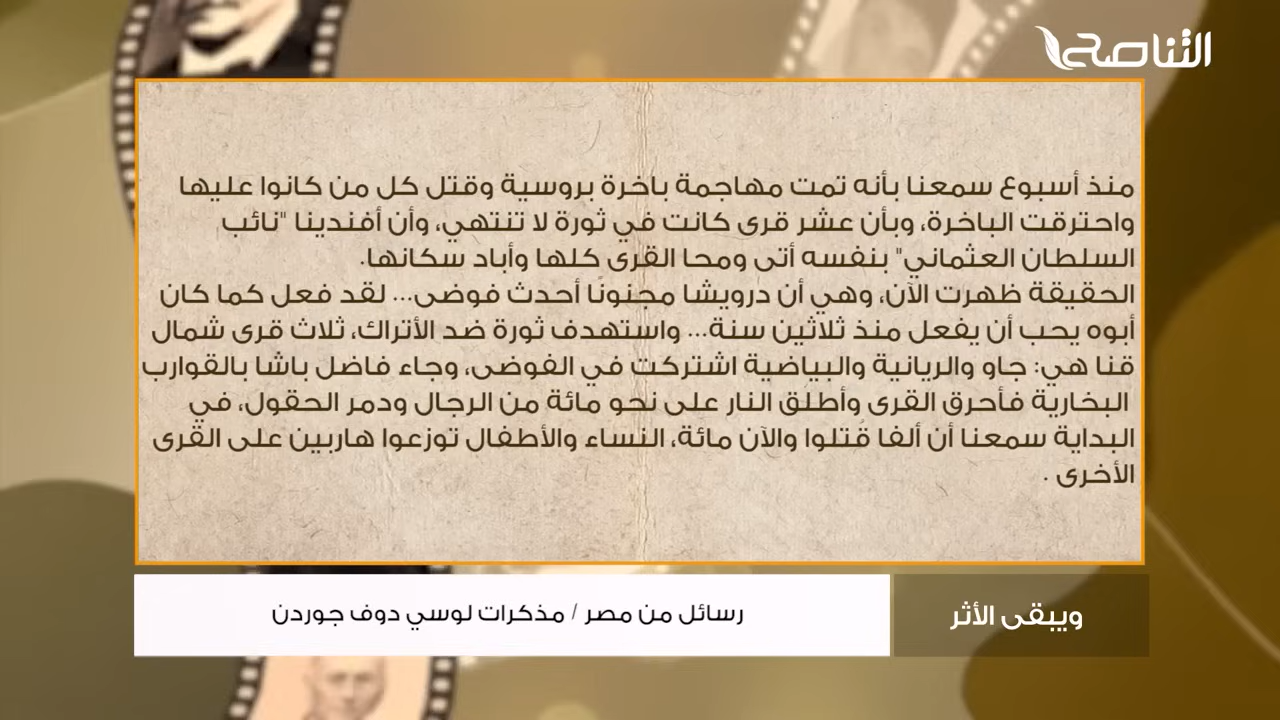 التناصح
منذ أسبوع سمعنا بأنه تمت مهاجمة باخرة بروسية وقتل كل من كانوا عليها
واحترقت الباخرة، وبأن عشر قرى كانت في ثورة لا تنتهي، وأن أفندينا "نائب
السلطان العثماني" بنفسه أتى ومحا القرى كلها وأباد سكانها.
الحقيقة ظهرت الآن، وهي أن درويشا مجنونًا أحدث فوضى... لقد فعل كما كان
أبوه يحب أن يفعل منذ ثلاثين سنة... واستهدف ثورة ضد الأتراك، ثلاث قرى شمال
قنا هي: جاو والريانية والبياضية اشتركت في الفوضى، وجاء فاضل باشا بالقوارب
البخارية فأحرق القرى وأطلق النار على نحو مائة من الرجال ودمر الحقول، في
البداية سمعنا أن ألفا قُتلوا والآن مائة، النساء والأطفال توزعوا هاربين على القرى
الأخرى .
ويبقى الأثر
رسائل من مصر / مذكرات لوسي دوف جوردن